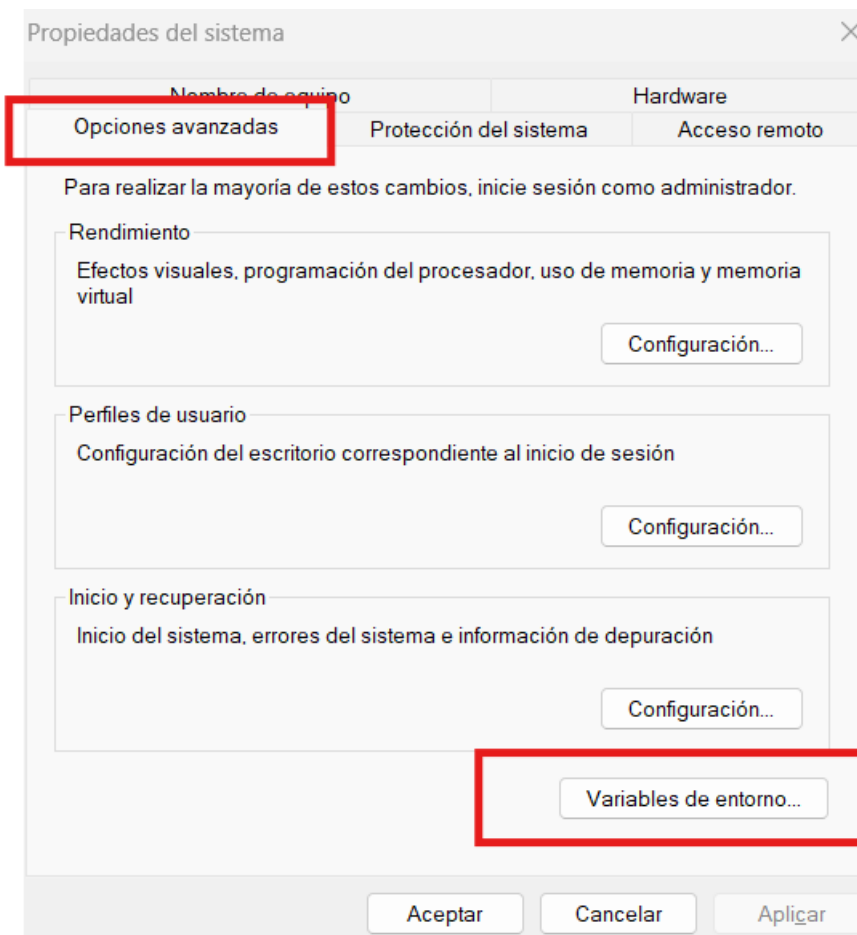 Propiedades del sistema
Nombre de equipo
Hardware
Opciones avanzadas
Protección del sistema
Acceso remoto
Para realizar la mayoría de estos cambios, inicie sesión como administrador.
Rendimiento
Efectos visuales, programación del procesador, uso de memoria y memoria
virtual
Configuración...
Perfiles de usuario
Configuración del escritorio correspondiente al inicio de sesión
Configuración...
Inicio y recuperación
Inicio del sistema, errores del sistema e información de depuración
Configuración...
Variables de entorno...
Aceptar
Cancelar
Aplicar